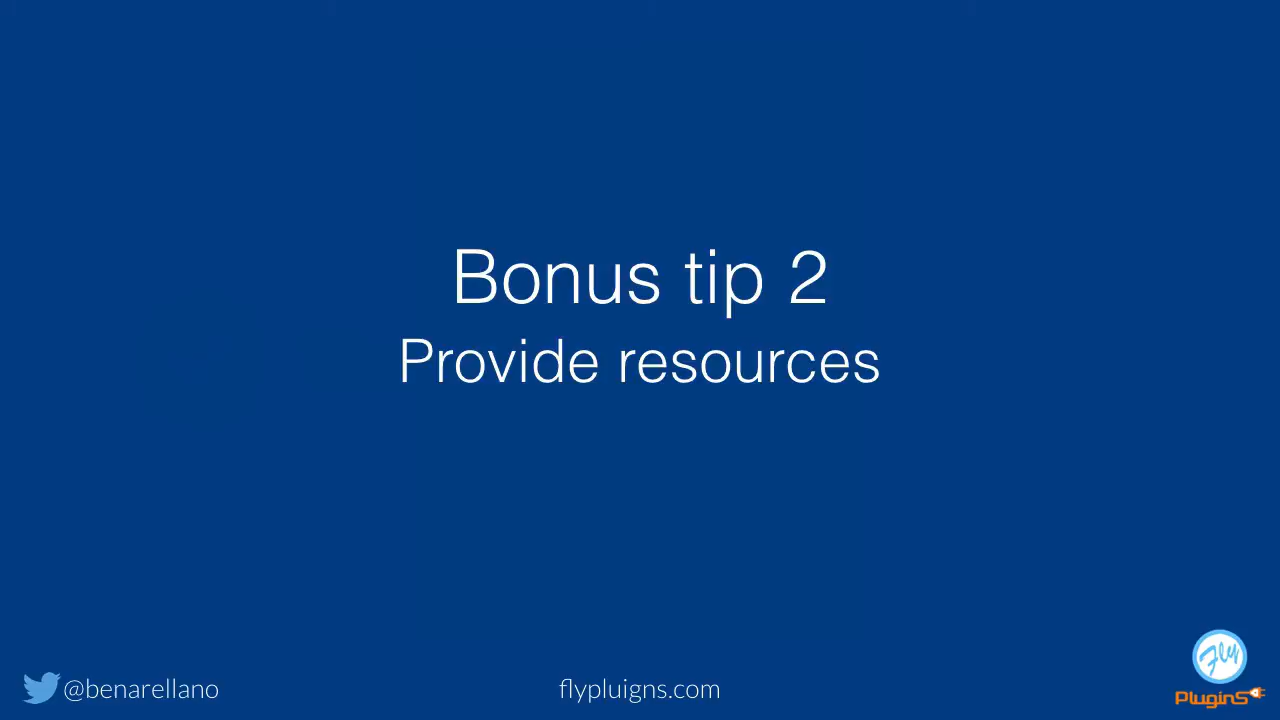 Bonus tip 2
Provide resources
@benarellano
flypluigns.com
Fly
PluginS